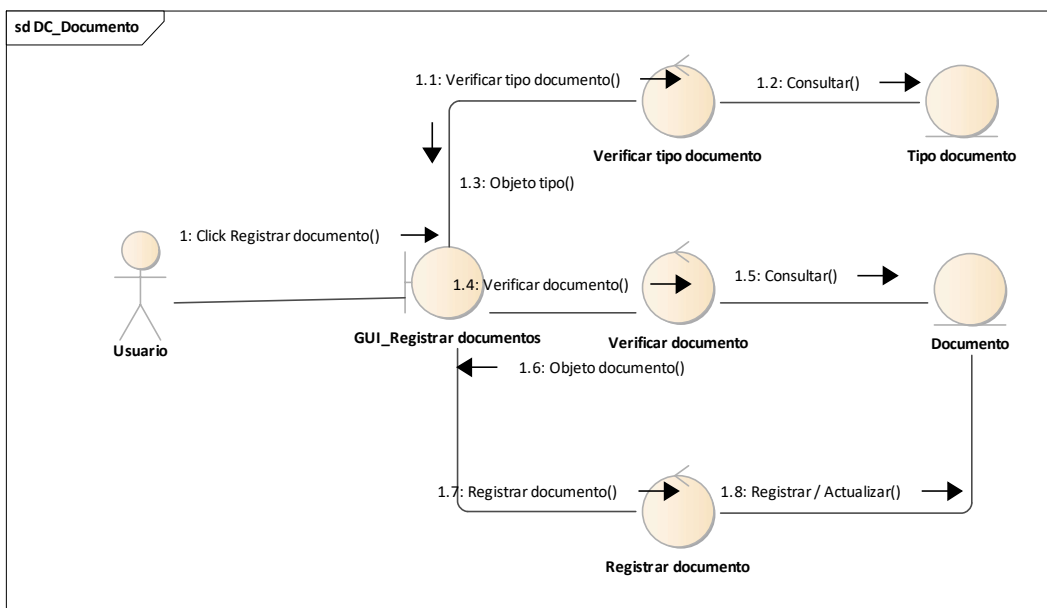 sd DC_Documento
1.1: Verificar tipo documento()
1.2: Consultar()
Verificar tipo documento
Tipo documento
1.3: Objeto tipo()
1: Click Registrar documento()
1.4: Verificar documento()
1.5: Consultar()
Usuario
GUI_Registrar documentos
Verificar documento
Documento
1.6: Objeto documento()
1.7: Registrar documento()
1.8: Registrar / Actualizar()
Registrar documento